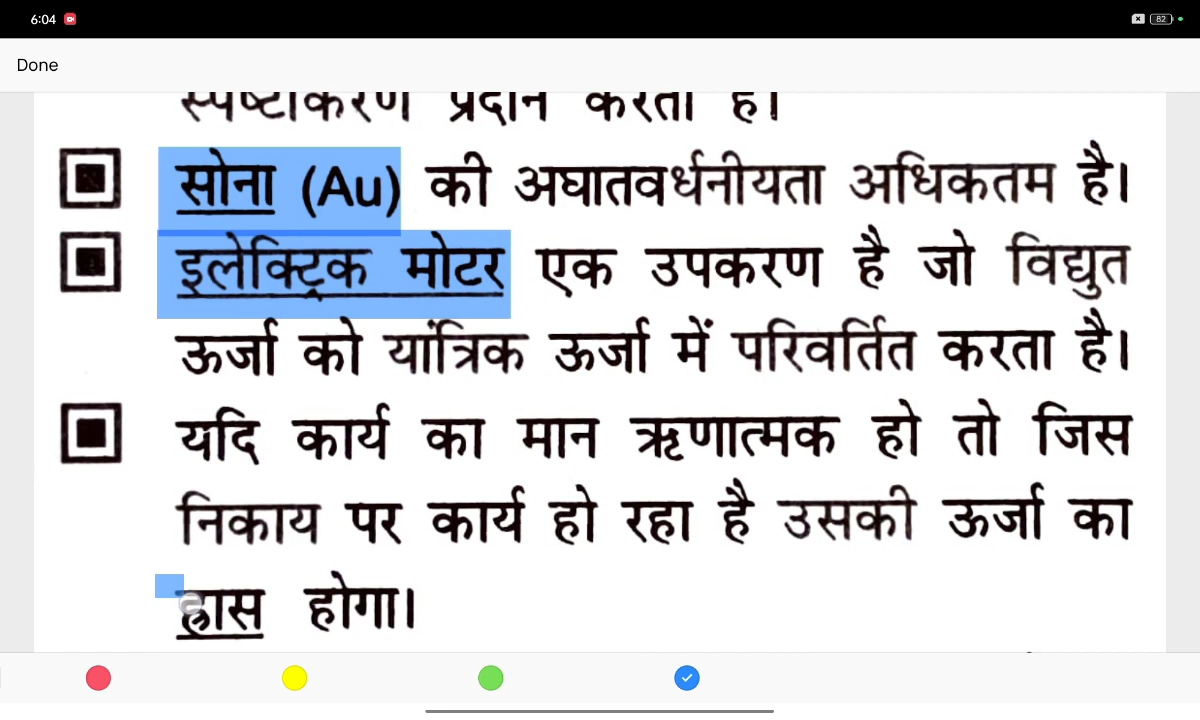 6:04
82
Done
स्पष्टीकरण प्रदान करता है।
सोना (Au) की अघातवर्धनीयता अधिकतम है।
इलेक्ट्रिक मोटर एक उपकरण है जो विद्युत
ऊर्जा को यांत्रिक ऊर्जा में परिवर्तित करता है।
यदि कार्य का मान ऋणात्मक हो तो जिस
निकाय पर कार्य हो रहा है उसकी ऊर्जा का
ह्रास होगा।